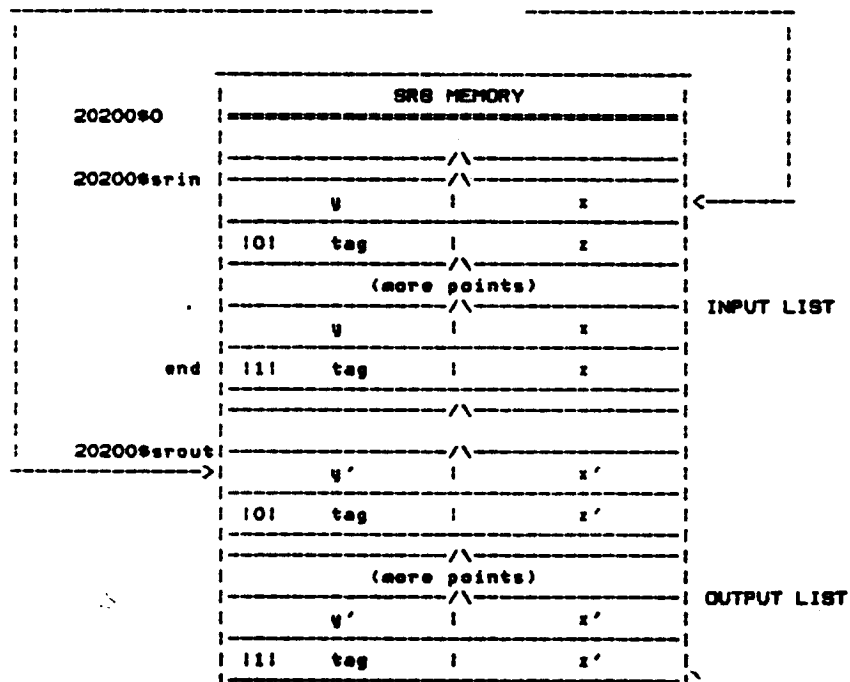 SRS MEMORY
20200$0
20200$srin
y | x
|0| tag | z
(more points)
INPUT LIST
y | x
end |1| tag | z
20200$srout
y' | x'
|0| tag | z'
(more points)
OUTPUT LIST
y' | x'
|1| tag | z'